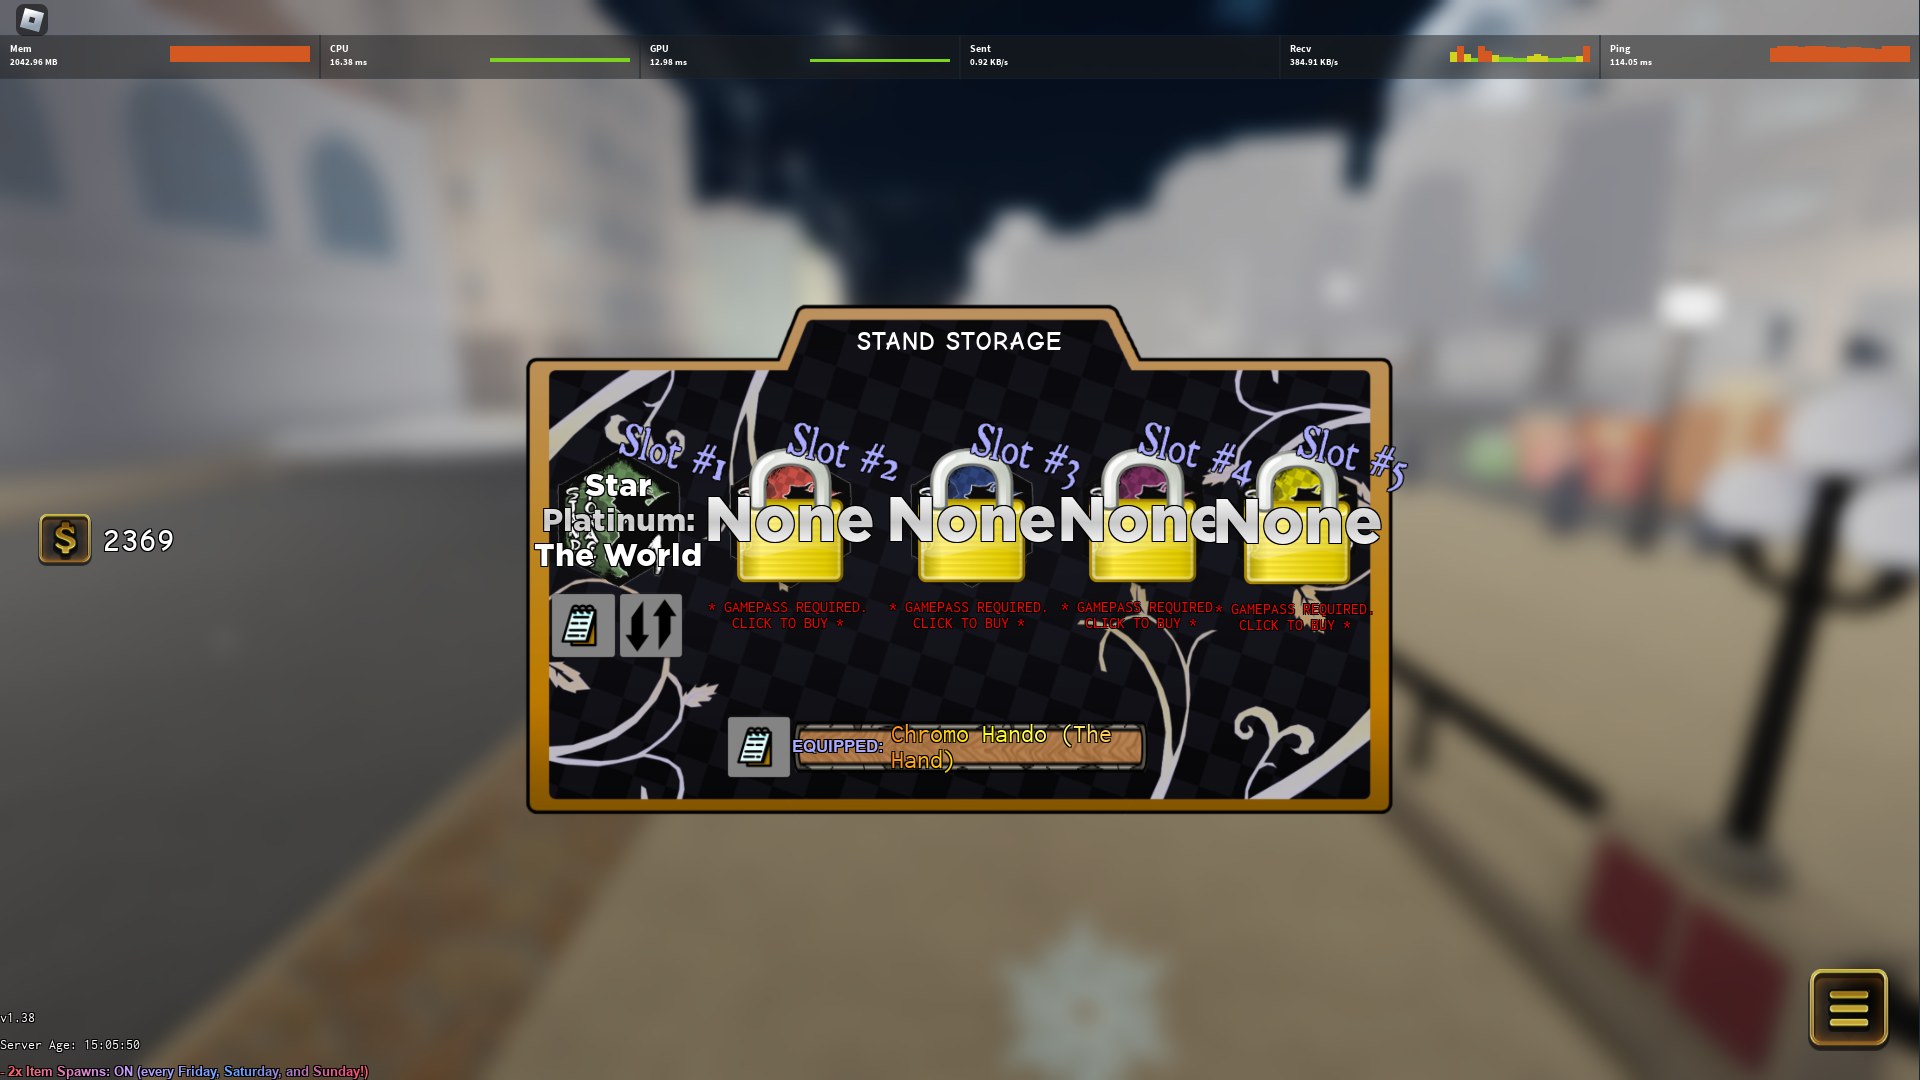 Mem
2042.96 MB
CPU
16.38 ms
GPU
12.98 ms
Sent
0.92 KB/s
Recv
384.91 KB/s
Ping
114.05 ms
STAND STORAGE
Slot #1
Slot #2
Slot #3
Slot #4
Slot #5
Star
Platinum:
The World
None
None
None
None
* GAMEPASS REQUIRED.
CLICK TO BUY *
* GAMEPASS REQUIRED.
CLICK TO BUY *
* GAMEPASS REQUIRED.
CLICK TO BUY *
* GAMEPASS REQUIRED.
CLICK TO BUY *
$ 2369
EQUIPPED: Chromo Hando (The
Hand)
v1.38
Server Age: 15:05:50
- 2x Item Spawns: ON (every Friday, Saturday, and Sunday!)